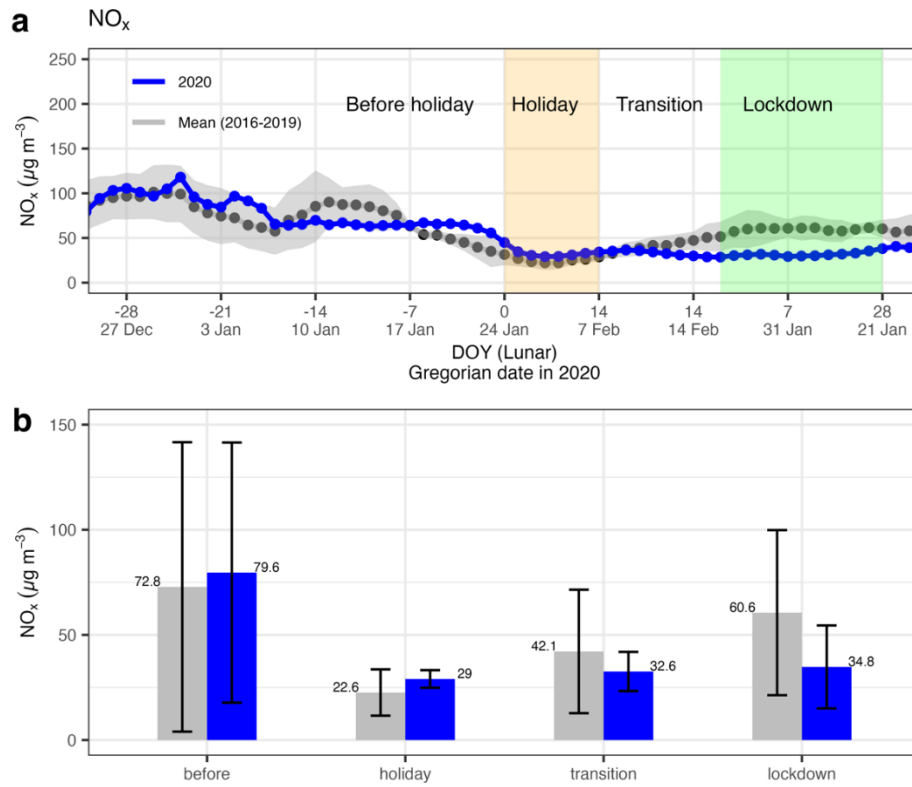 a
NOₓ
250
200
150
100
50
0
NOₓ (µg m⁻³)
2020
Mean (2016-2019)
Before holiday
Holiday
Transition
Lockdown
-28 -21 -14 -7 0 14 14 7 28
27 Dec 3 Jan 10 Jan 17 Jan 24 Jan 7 Feb 14 Feb 31 Jan 21 Jan
DOY (Lunar)
Gregorian date in 2020
b
150
100
50
0
NOₓ (µg m⁻³)
72.8 79.6
22.6 29
42.1 32.6
60.6 34.8
before holiday transition lockdown